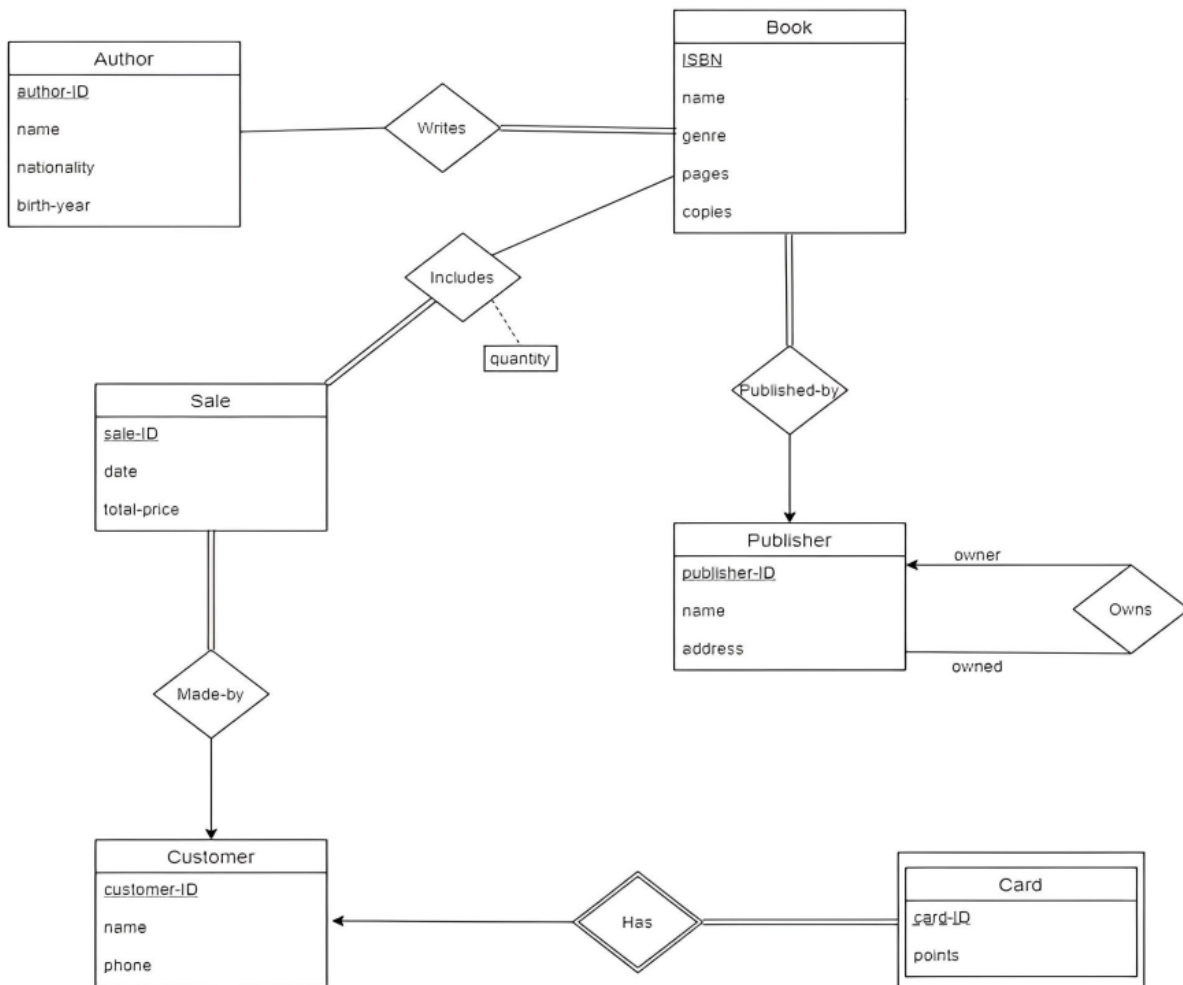 Author
author-ID
name
nationality
birth-year
Writes
Book
ISBN
name
genre
pages
copies
Includes
quantity
Sale
sale-ID
date
total-price
Published-by
Publisher
publisher-ID
name
address
owner
Owns
owned
Made-by
Customer
customer-ID
name
phone
Has
Card
card-ID
points